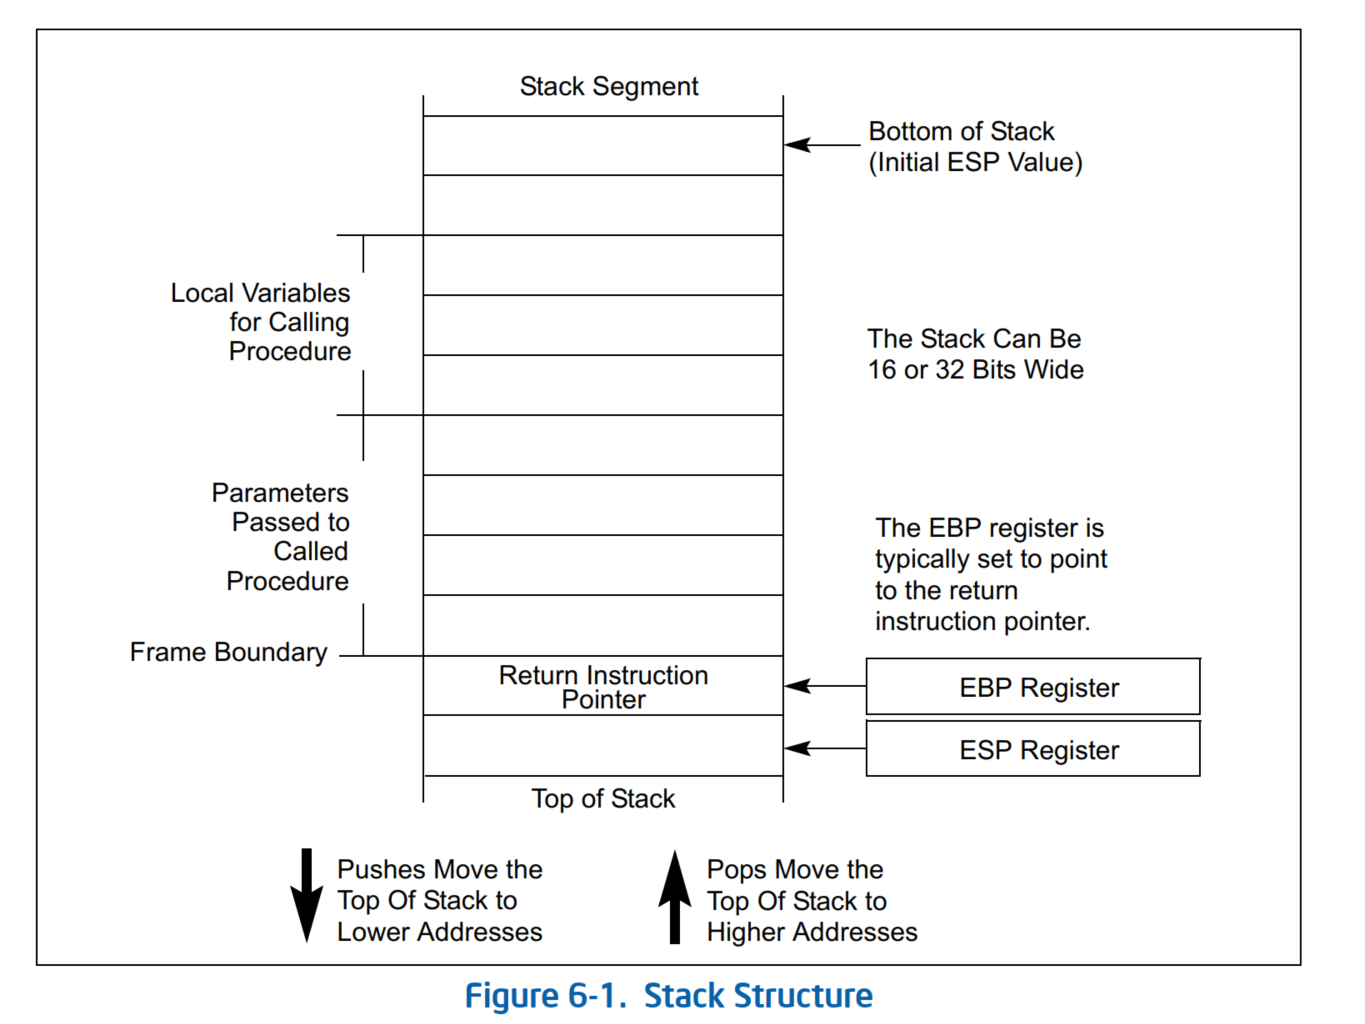 Stack Segment
Bottom of Stack
(Initial ESP Value)
Local Variables
for Calling
Procedure
The Stack Can Be
16 or 32 Bits Wide
Parameters
Passed to
Called
Procedure
The EBP register is
typically set to point
to the return
instruction pointer.
Frame Boundary
Return Instruction
Pointer
EBP Register
ESP Register
Top of Stack
Pushes Move the
Top Of Stack to
Lower Addresses
Pops Move the
Top Of Stack to
Higher Addresses
Figure 6-1. Stack Structure